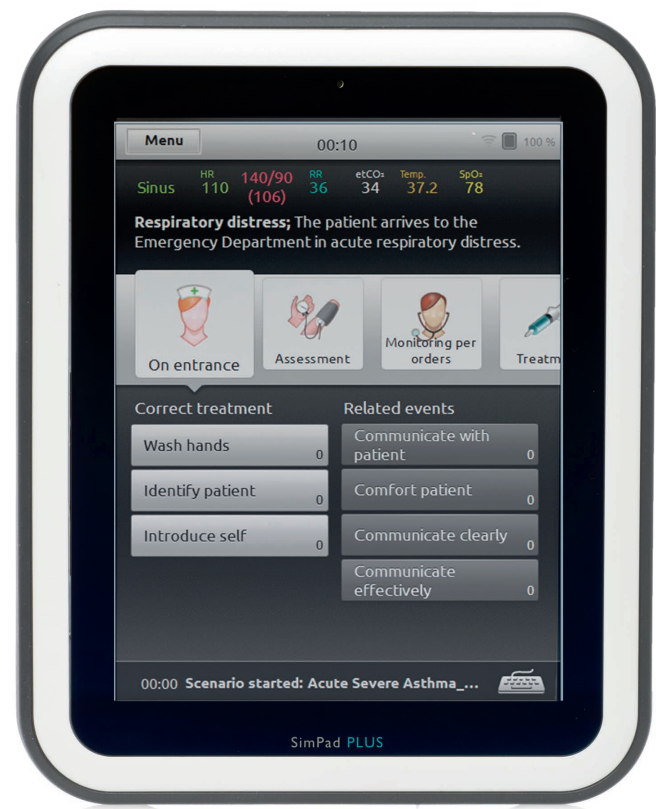 Menu
00:10
100 %
Sinus
HR
110
140/90
(106)
RR
36
etCO₂
34
Temp.
37.2
SpO₂
78
Respiratory distress; The patient arrives to the
Emergency Department in acute respiratory distress.
On entrance
Assessment
Monitoring per
orders
Treatm
Correct treatment
Wash hands
0
Identify patient
0
Introduce self
0
Related events
Communicate with
patient
0
Comfort patient
0
Communicate clearly
0
Communicate
effectively
0
00:00 Scenario started: Acute Severe Asthma_...
SimPad PLUS